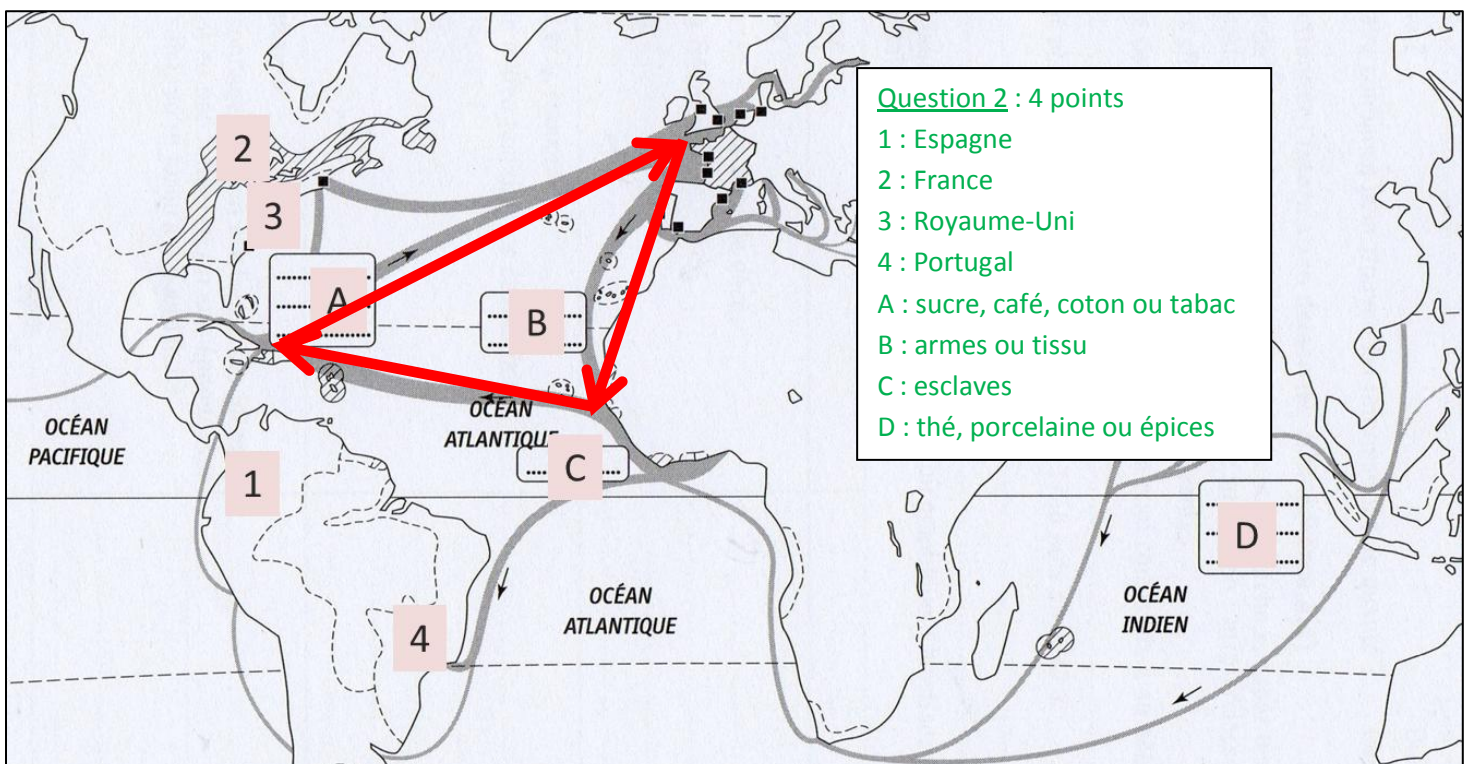 Question 2 : 4 points
1 : Espagne
2 : France
3 : Royaume-Uni
4 : Portugal
A : sucre, café, coton ou tabac
B : armes ou tissu
C : esclaves
D : thé, porcelaine ou épices
2
3
A
B
OCÉAN
PACIFIQUE
OCÉAN
ATLANTIQUE
C
1
D
4
OCÉAN
ATLANTIQUE
OCÉAN
INDIEN